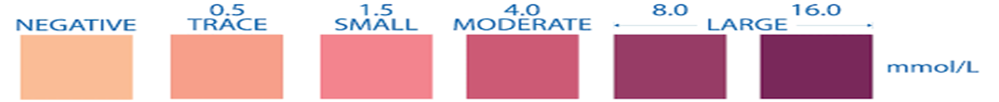 0.5 1.5 4.0 8.0 16.0
NEGATIVE TRACE SMALL MODERATE LARGE
mmol/L